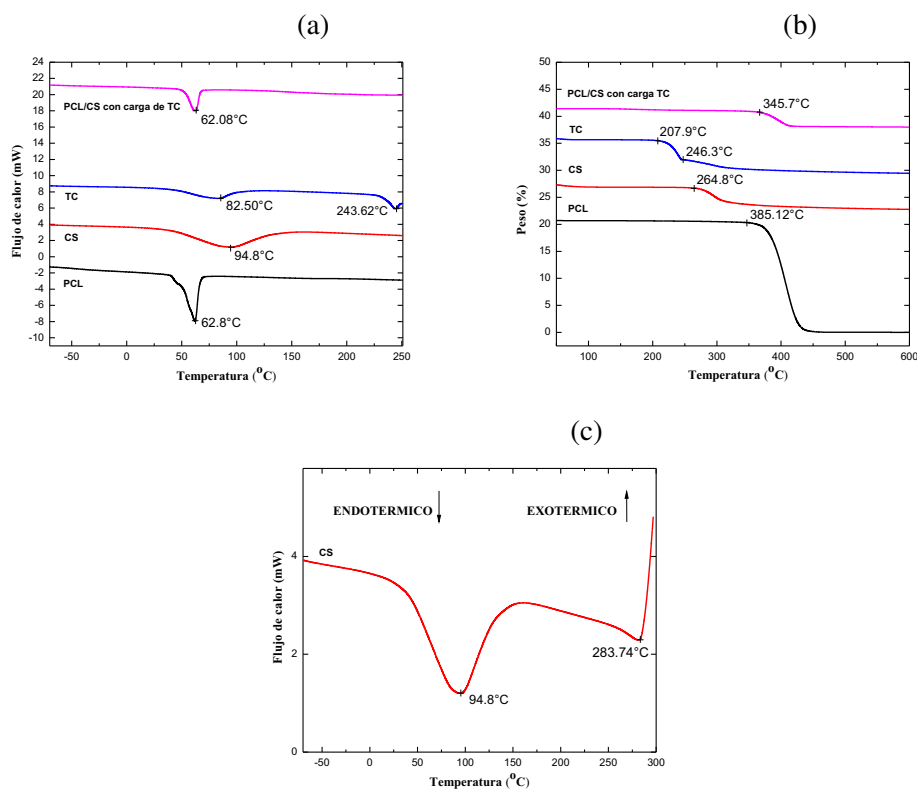 (a)
24
22
20
18
16
14
12
10
8
6
4
2
0
-2
-4
-6
-8
-10
Flujo de calor (mW)
PCL/CS con carga de TC
62.08°C
TC
82.50°C
243.62°C
CS
94.8°C
PCL
62.8°C
-50 0 50 100 150 200 250
Temperatura (°C)
(b)
50
45
40
35
30
25
20
15
10
5
0
Peso (%)
PCL/CS con carga TC
345.7°C
207.9°C
TC
246.3°C
264.8°C
CS
PCL
385.12°C
100 200 300 400 500 600
Temperatura (°C)
(c)
4
2
0
Flujo de calor (mW)
ENDOTERMICO
EXOTERMICO
CS
283.74°C
94.8°C
-50 0 50 100 150 200 250 300
Temperatura (°C)